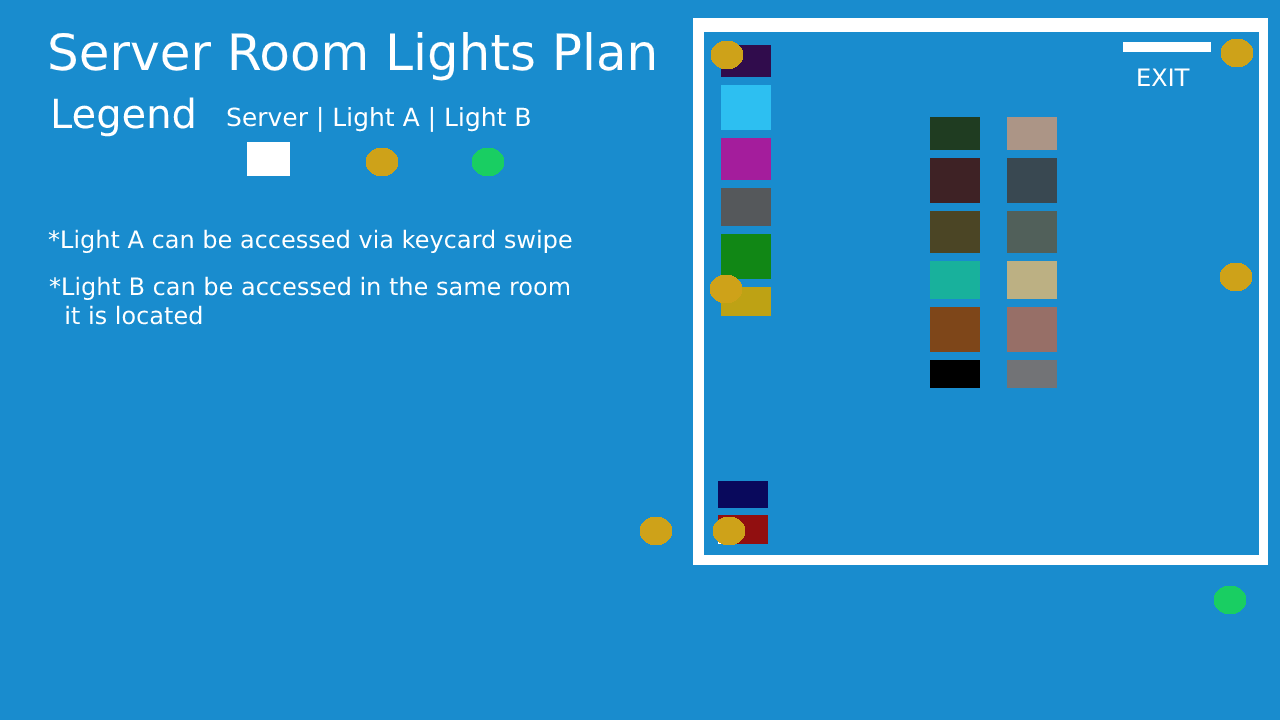 Server Room Lights Plan
Legend Server | Light A | Light B
EXIT
*Light A can be accessed via keycard swipe
*Light B can be accessed in the same room
it is located